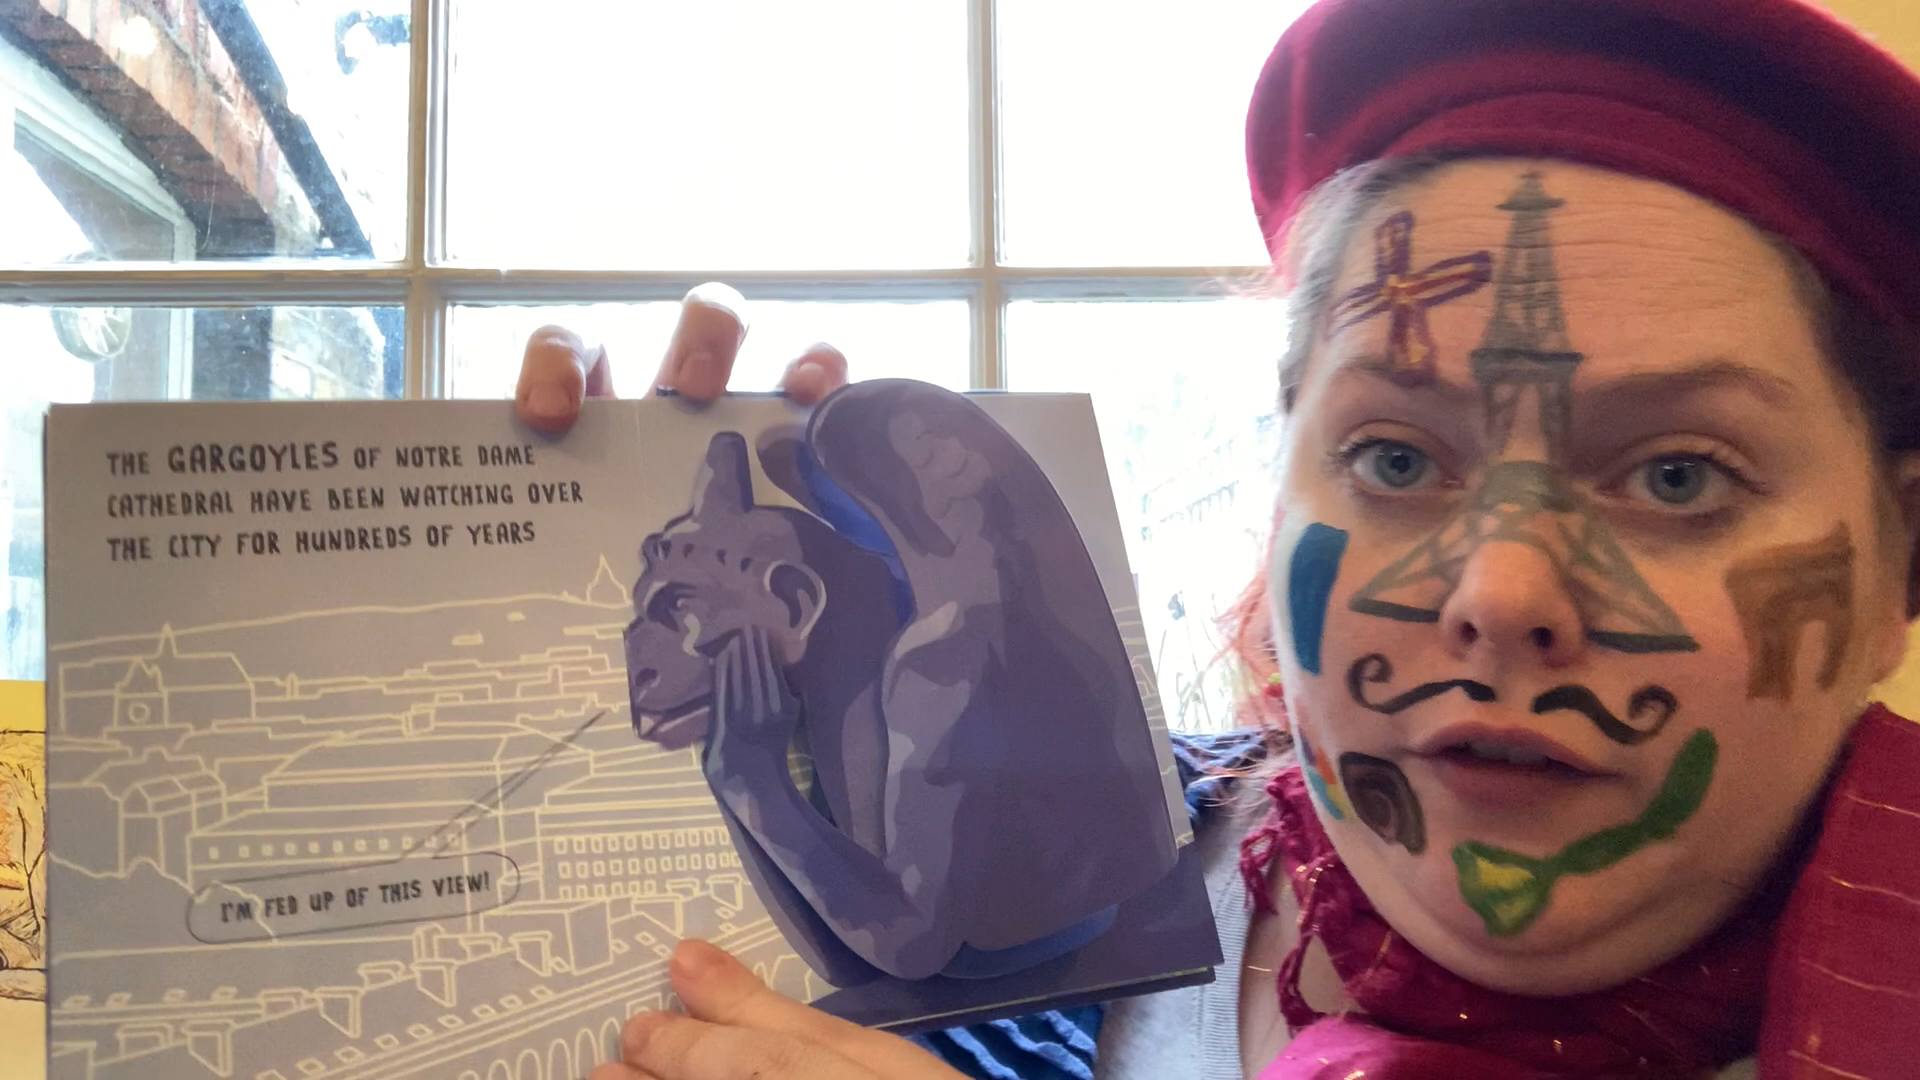 THE GARGOYLES OF NOTRE DAME
CATHEDRAL HAVE BEEN WATCHING OVER
THE CITY FOR HUNDREDS OF YEARS
I'M FED UP OF THIS VIEW!